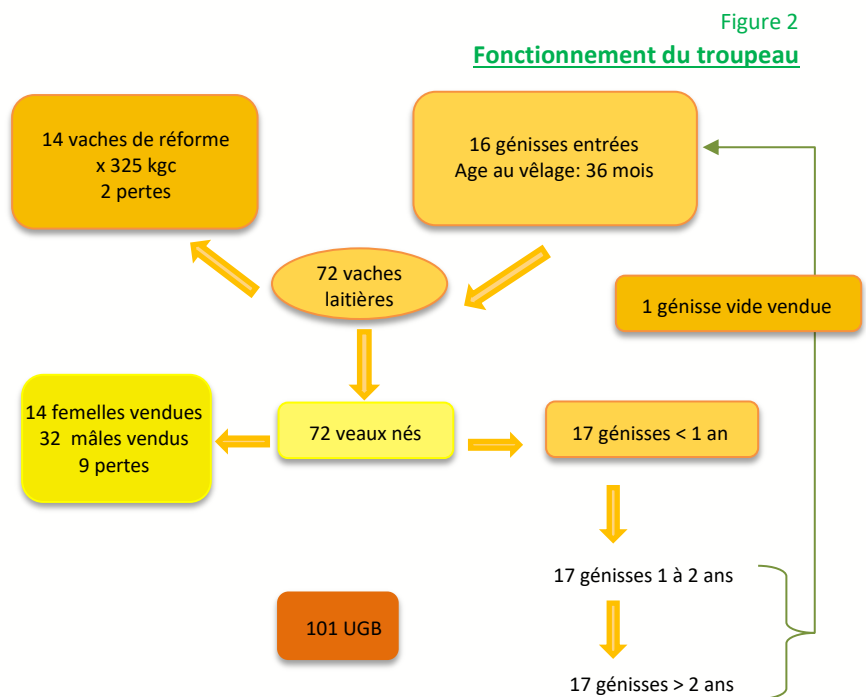 Figure 2
Fonctionnement du troupeau
14 vaches de réforme
x 325 kgc
2 pertes
16 génisses entrées
Age au vêlage: 36 mois
72 vaches
laitières
1 génisse vide vendue
14 femelles vendues
32 mâles vendus
9 pertes
72 veaux nés
17 génisses < 1 an
17 génisses 1 à 2 ans
101 UGB
17 génisses > 2 ans